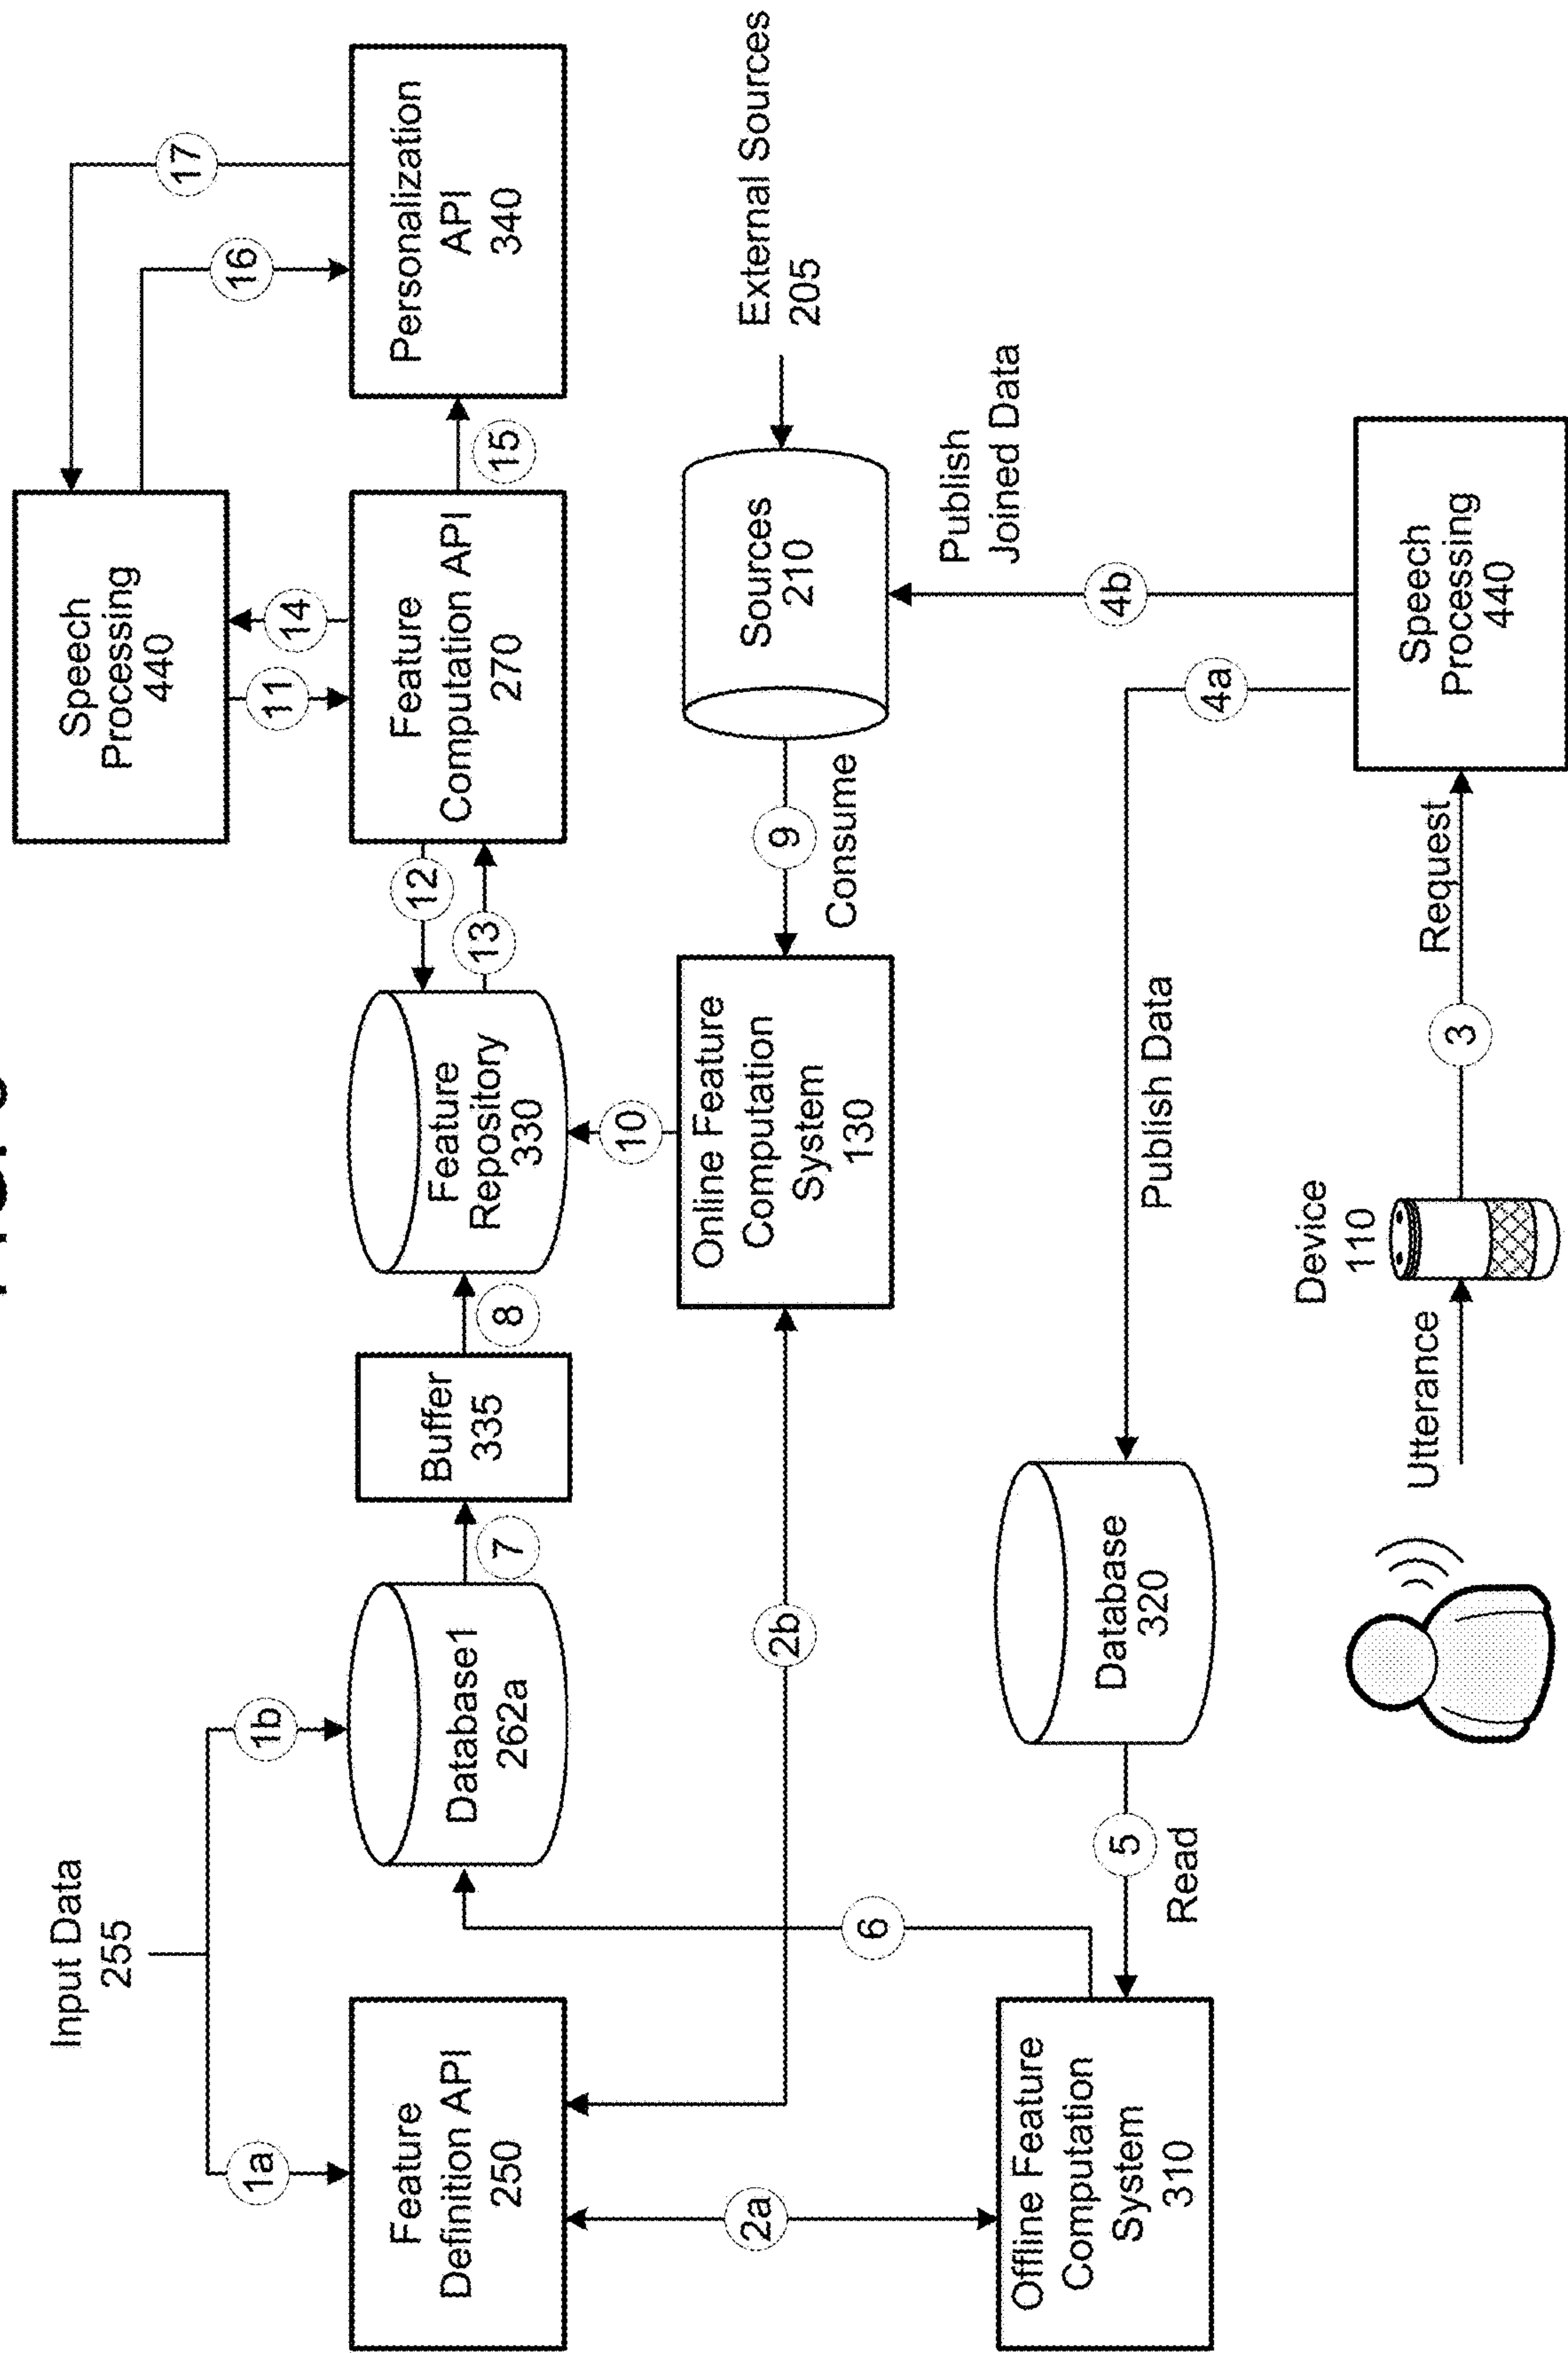 Input Data
255
1a
1b
Feature
Definition API
250
Database1
262a
7
Buffer
335
8
Feature
Repository
330
12
13
Speech
Processing
440
11
14
Feature
Computation API
270
15
16
17
Personalization
API
340
2a
2b
6
10
Online Feature
Computation
System
130
9
Consume
Sources
210
External Sources
205
Offline Feature
Computation
System
310
5
Read
Database
320
Publish Data
4a
4b
Publish
Joined Data
Utterance
Device
110
3
Request
Speech
Processing
440